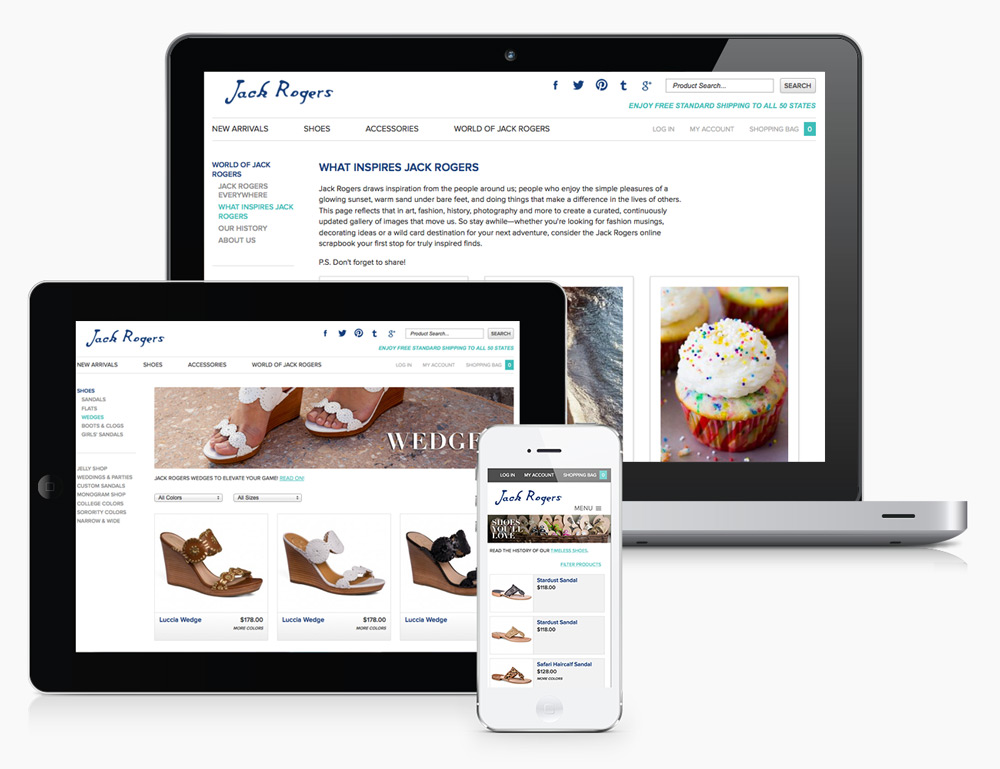 Jack Rogers
f t g+ Product Search... SEARCH
ENJOY FREE STANDARD SHIPPING TO ALL 50 STATES
NEW ARRIVALS SHOES ACCESSORIES WORLD OF JACK ROGERS LOG IN MY ACCOUNT SHOPPING BAG 0
WORLD OF JACK
ROGERS
JACK ROGERS
EVERYWHERE
WHAT INSPIRES JACK
ROGERS
OUR HISTORY
ABOUT US
WHAT INSPIRES JACK ROGERS
Jack Rogers draws inspiration from the people around us; people who enjoy the simple pleasures of a
glowing sunset, warm sand under bare feet, and doing things that make a difference in the lives of others.
This page reflects that in art, fashion, history, photography and more to create a curated, continuously
updated gallery of images that move us. So stay awhile—whether you're looking for fashion musings,
decorating ideas or a wild card destination for your next adventure, consider the Jack Rogers online
scrapbook your first stop for truly inspired finds.
P.S. Don't forget to share!
Jack Rogers
f t g+ Product Search... SEARCH
ENJOY FREE STANDARD SHIPPING TO ALL 50 STATES
NEW ARRIVALS SHOES ACCESSORIES WORLD OF JACK ROGERS LOG IN MY ACCOUNT SHOPPING BAG 0
SHOES
SANDALS
FLATS
WEDGES
BOOTS & CLOGS
GIRLS' SANDALS
JELLY SHOP
WEDDINGS & PARTIES
CUSTOM SANDALS
MONOGRAM SHOP
COLLEGE COLORS
SORORITY COLORS
NARROW & WIDE
WEDGE
JACK ROGERS WEDGES TO ELEVATE YOUR GAME! READ ON!
All Colors All Sizes
Luccia Wedge $178.00
MORE COLORS
Luccia Wedge $178.00
MORE COLORS
Luccia Wedge
LOG IN MY ACCOUNT SHOPPING BAG 0
Jack Rogers
MENU
SHOES
YOU'LL
LOVE
READ THE HISTORY OF OUR TIMELESS SHOES.
FILTER PRODUCTS
Stardust Sandal
$118.00
Stardust Sandal
$118.00
Safari Haircalf Sandal
$128.00
MORE COLORS